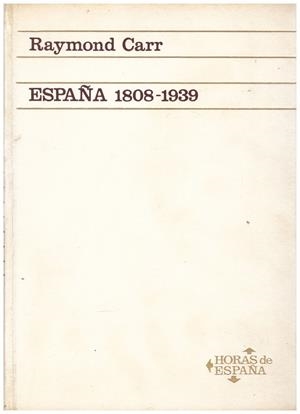 Raymond Carr
ESPAÑA 1808-1939
HORAS de
ESPAÑA